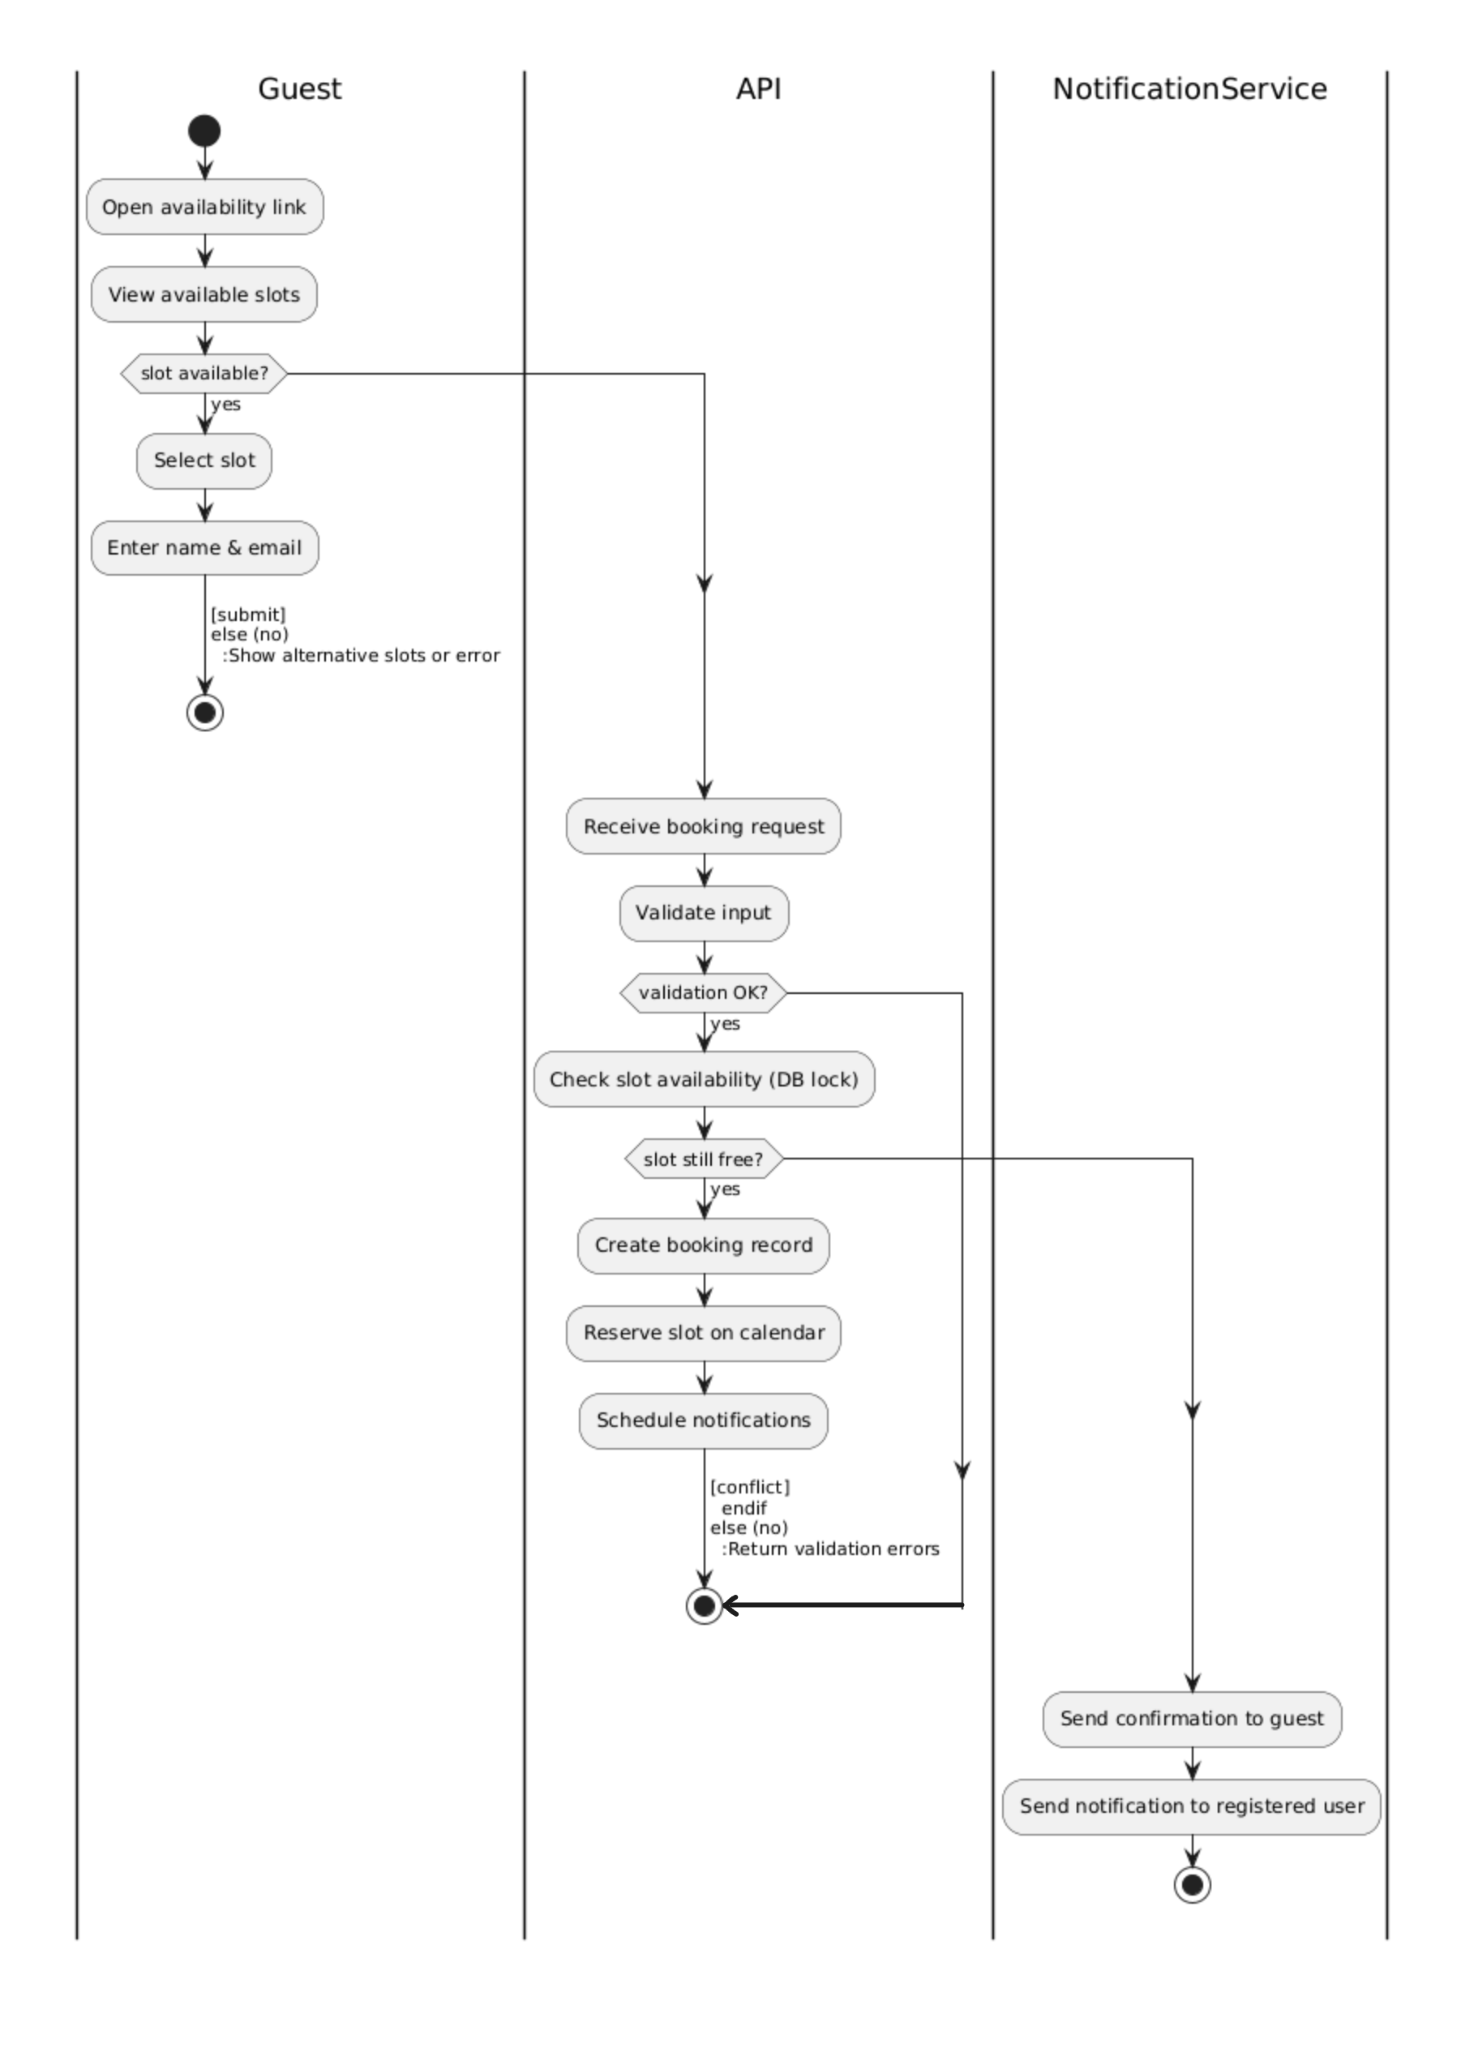 Guest
API
NotificationService
Open availability link
View available slots
slot available?
yes
Select slot
Enter name & email
[submit]
else (no)
:Show alternative slots or error
Receive booking request
Validate input
validation OK?
yes
Check slot availability (DB lock)
slot still free?
yes
Create booking record
Reserve slot on calendar
Schedule notifications
[conflict]
endif
else (no)
:Return validation errors
Send confirmation to guest
Send notification to registered user